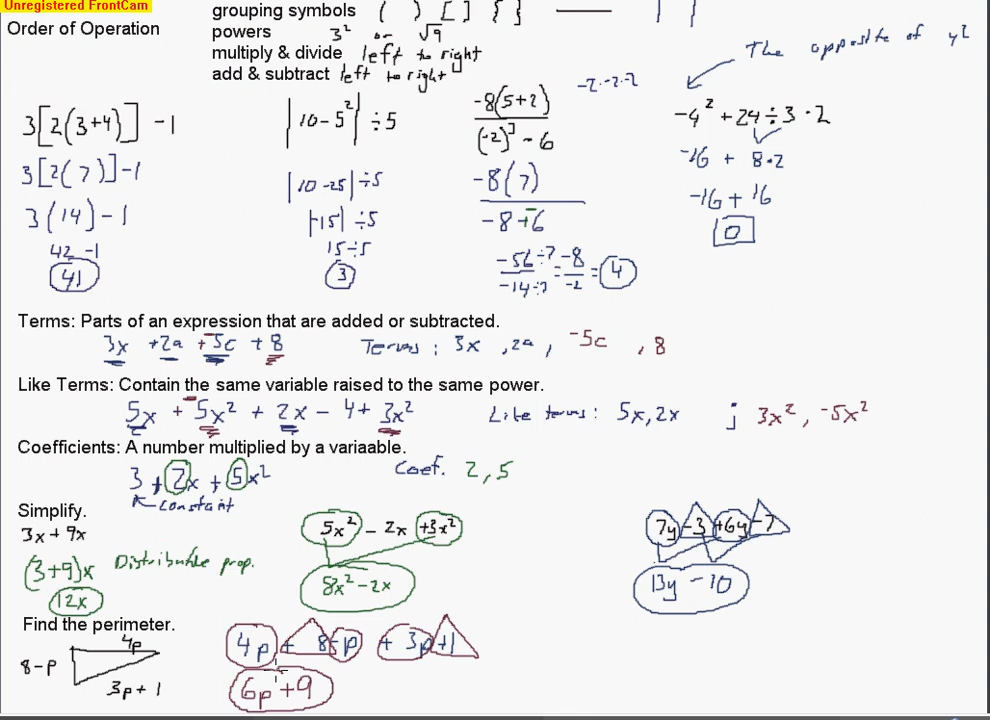 Unregistered FrontCam
Order of Operation
grouping symbols ( ) [ ] { } — | |
powers 3² or √9
multiply & divide left to right
add & subtract left to right
The opposite of 4²
3[2(3+4)] -1
3[2(7)]-1
3(14)-1
42-1
41
|10-5²| ÷5
|10-25|÷5
|-15| ÷5
15÷5
3
-8(5+2)
(-2)³ - 6
-2·-2·-2
-8(7)
-8+-6
-56÷7 = -8 = 4
-14÷7 -2
-4² + 24÷3·2
-16 + 8·2
-16 + 16
0
Terms: Parts of an expression that are added or subtracted.
3x +2a +-5c +8 Terms: 3x, 2a, -5c, 8
Like Terms: Contain the same variable raised to the same power.
5x + -5x² + 2x - 4 + 3x² Like terms: 5x, 2x ; 3x², -5x²
Coefficients: A number multiplied by a variaable.
3 + 2x + 5x² Coef. 2, 5
constant
Simplify.
3x + 9x
(3+9)x Distributive prop.
12x
5x² - 2x +3x²
8x² - 2x
7y -3 +6y -7
13y - 10
Find the perimeter.
4p
8-p
3p + 1
4p + 8-p + 3p+1
6p+9